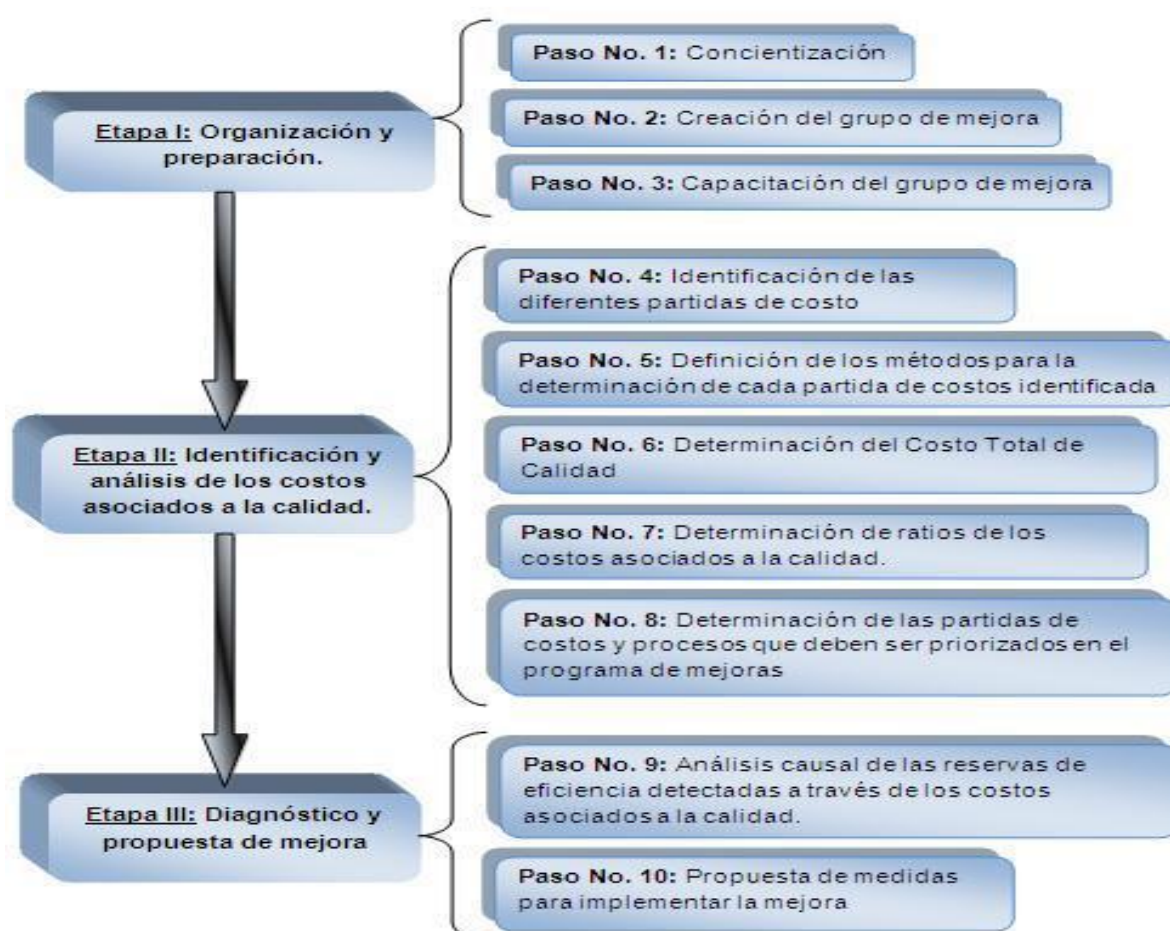 Etapa I: Organización y
preparación.
Paso No. 1: Concientización
Paso No. 2: Creación del grupo de mejora
Paso No. 3: Capacitación del grupo de mejora
Etapa II: Identificación y
análisis de los costos
asociados a la calidad.
Paso No. 4: Identificación de las
diferentes partidas de costo
Paso No. 5: Definición de los métodos para la
determinación de cada partida de costos identificada
Paso No. 6: Determinación del Costo Total de
Calidad
Paso No. 7: Determinación de ratios de los
costos asociados a la calidad.
Paso No. 8: Determinación de las partidas de
costos y procesos que deben ser priorizados en el
programa de mejoras
Etapa III: Diagnóstico y
propuesta de mejora
Paso No. 9: Análisis causal de las reservas de
eficiencia detectadas a través de los costos
asociados a la calidad.
Paso No. 10: Propuesta de medidas
para implementar la mejora